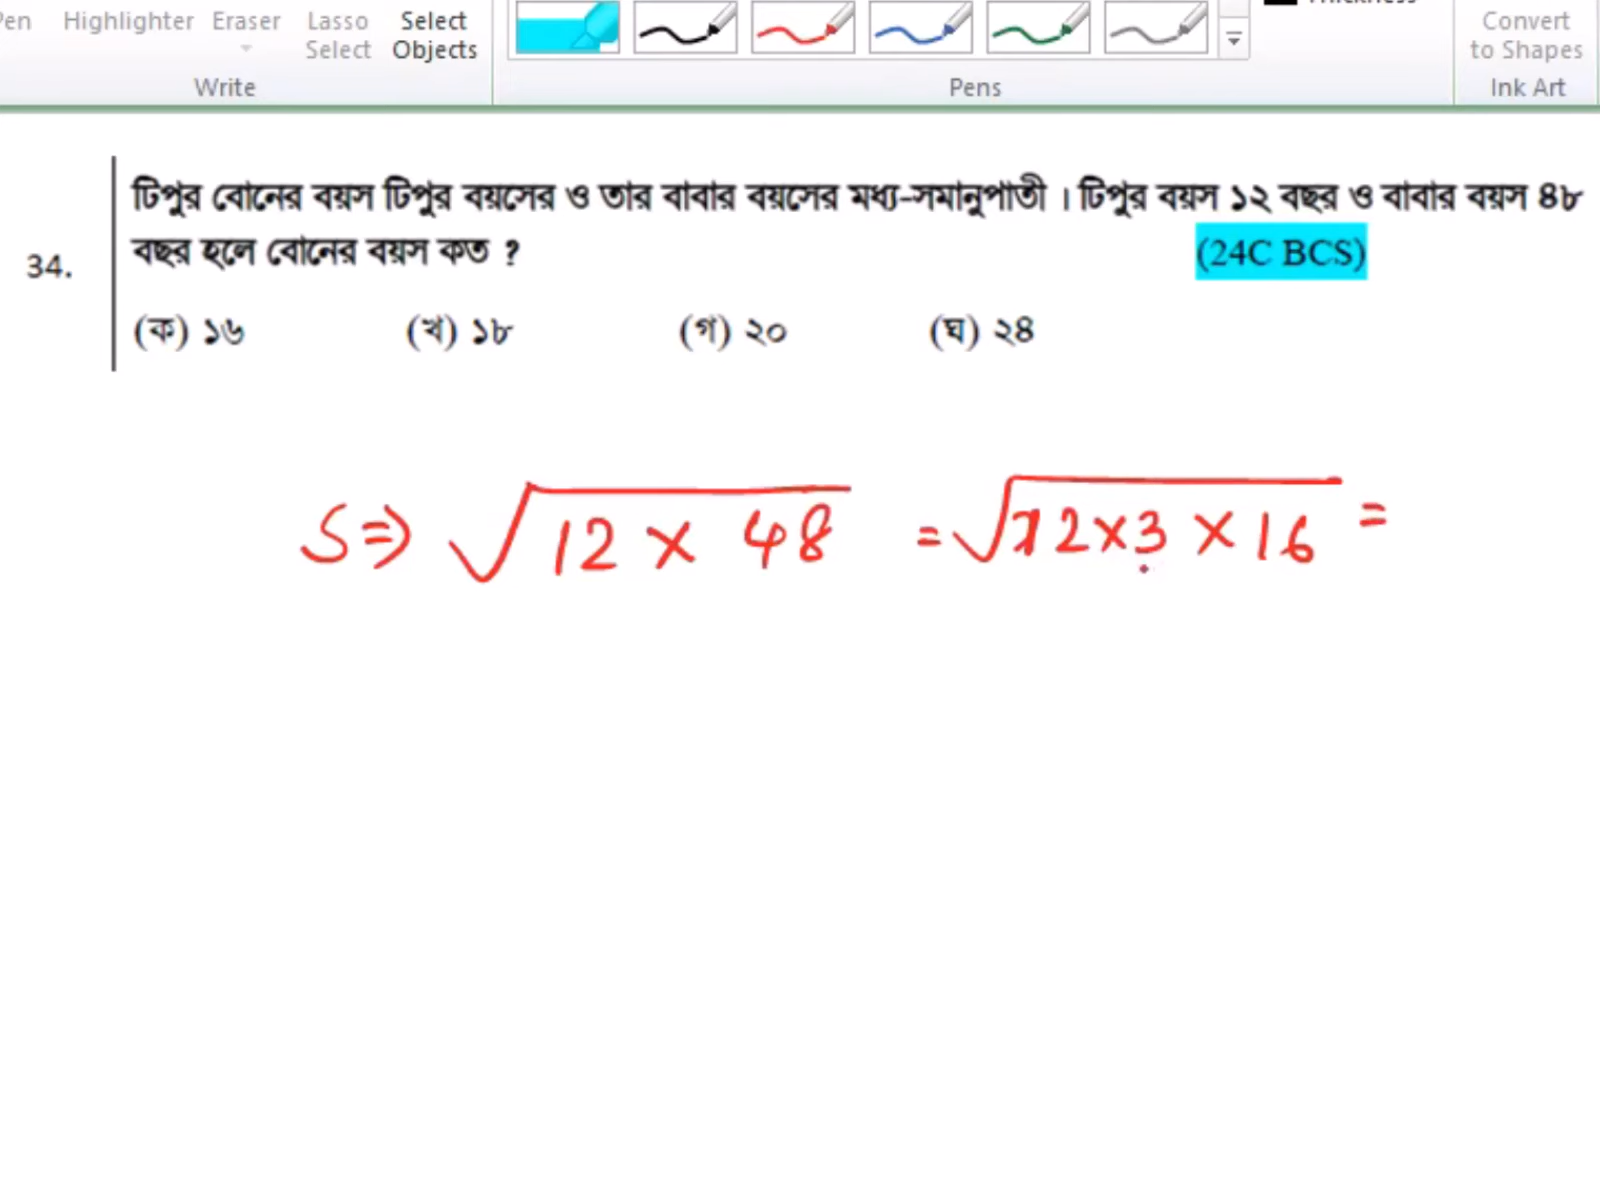 Pen Highlighter Eraser Lasso Select Select Objects
Convert to Shapes
Write Pens Ink Art
34. টিপুর বোনের বয়স টিপুর বয়সের ও তার বাবার বয়সের মধ্য-সমানুপাতী । টিপুর বয়স ১২ বছর ও বাবার বয়স ৪৮
বছর হলে বোনের বয়স কত ? (24C BCS)
(ক) ১৬ (খ) ১৮ (গ) ২০ (ঘ) ২৪
S⇒ √12 × 48 = √12×3 × 16 =